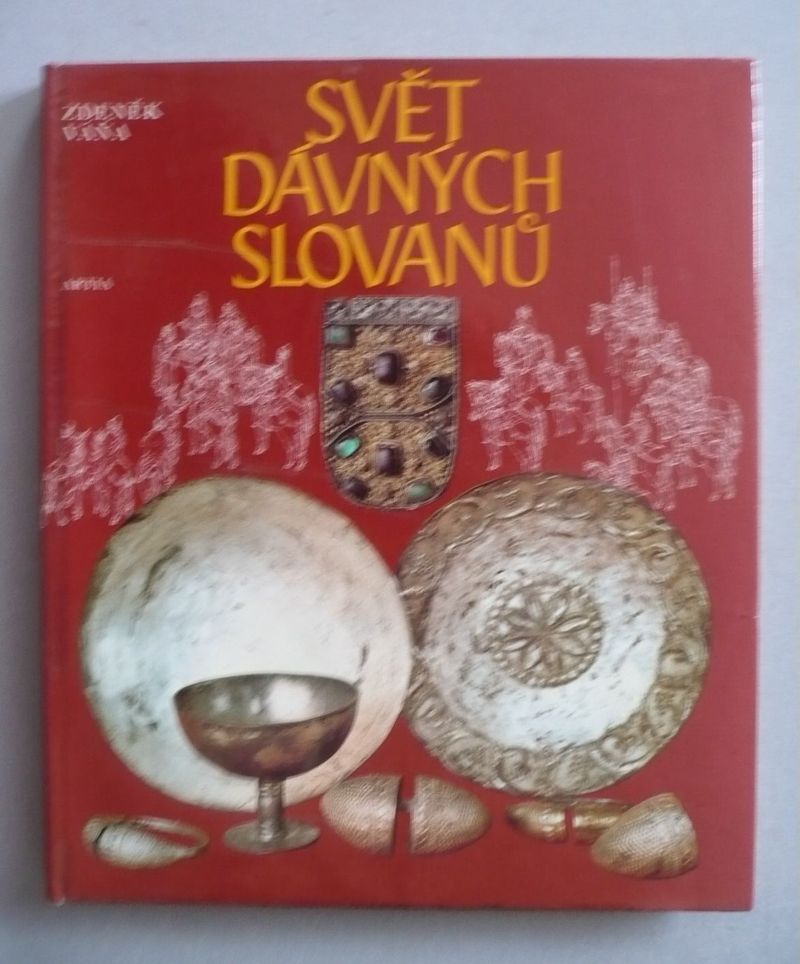 ZDENĚK
VÁŇA
SVĚT
DÁVNÝCH
SLOVANŮ
ARTIA